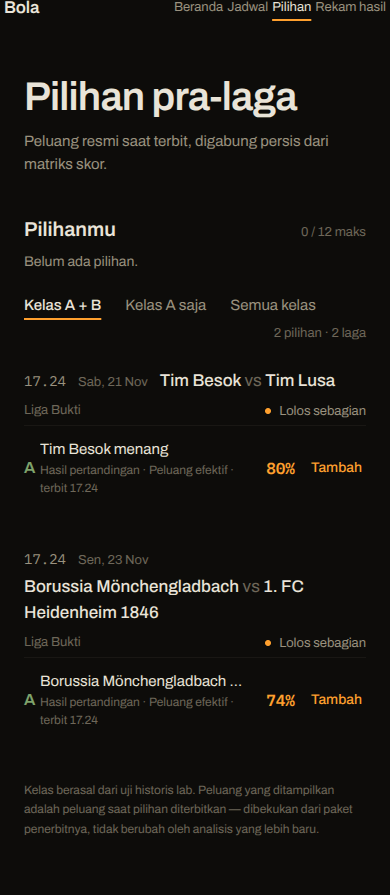 Bola
Beranda Jadwal Pilihan Rekam hasil
Pilihan pra-laga
Peluang resmi saat terbit, digabung persis dari
matriks skor.
Pilihanmu
0 / 12 maks
Belum ada pilihan.
Kelas A + B Kelas A saja Semua kelas
2 pilihan · 2 laga
17.24 Sab, 21 Nov Tim Besok vs Tim Lusa
Liga Bukti Lolos sebagian
Tim Besok menang
A Hasil pertandingan · Peluang efektif ·
terbit 17.24
80% Tambah
17.24 Sen, 23 Nov
Borussia Mönchengladbach vs 1. FC
Heidenheim 1846
Liga Bukti Lolos sebagian
Borussia Mönchengladbach ...
A Hasil pertandingan · Peluang efektif ·
terbit 17.24
74% Tambah
Kelas berasal dari uji historis lab. Peluang yang ditampilkan
adalah peluang saat pilihan diterbitkan — dibekukan dari paket
penerbitnya, tidak berubah oleh analisis yang lebih baru.